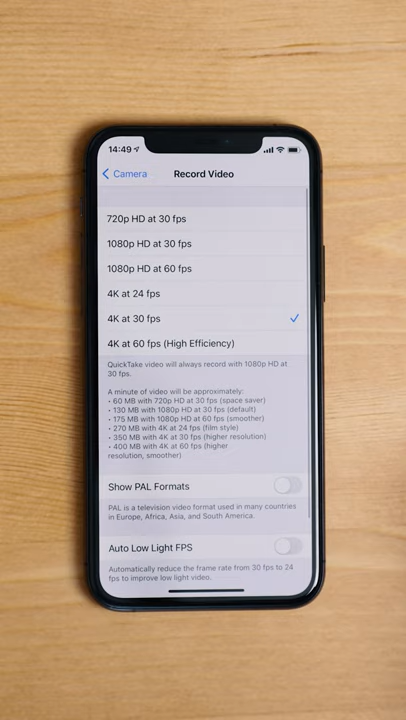 14:49
Camera
Record Video
720p HD at 30 fps
1080p HD at 30 fps
1080p HD at 60 fps
4K at 24 fps
4K at 30 fps
4K at 60 fps (High Efficiency)
QuickTake video will always record with 1080p HD at
30 fps.
A minute of video will be approximately:
• 60 MB with 720p HD at 30 fps (space saver)
• 130 MB with 1080p HD at 30 fps (default)
• 175 MB with 1080p HD at 60 fps (smoother)
• 270 MB with 4K at 24 fps (film style)
• 350 MB with 4K at 30 fps (higher resolution)
• 400 MB with 4K at 60 fps (higher
resolution, smoother)
Show PAL Formats
PAL is a television video format used in many countries
in Europe, Africa, Asia, and South America.
Auto Low Light FPS
Automatically reduce the frame rate from 30 fps to 24
fps to improve low light video.